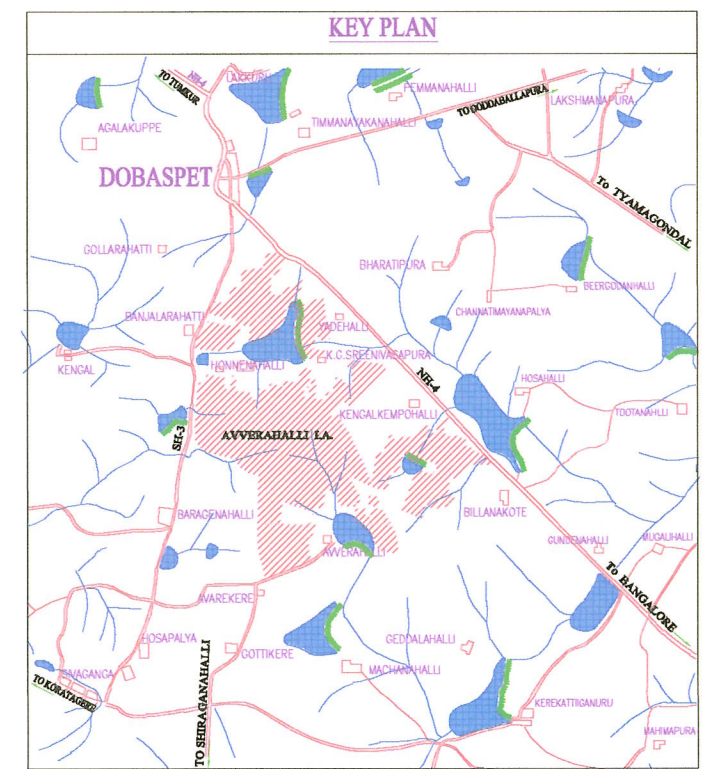 KEY PLAN
TO TUMKUR
NH-4
TIMMANAYAKANAHALLI
PEMMANAHALLI
TO DODDABALLAPURA
LAKSHMANAPURA
AGALAKUPPE
DOBASPET
To TYAMAGONDAL
GOLLARAHATTI
BHARATIPURA
BEERGODANHALLI
CHANNATIMAYANAPALYA
BANJALARAHATTI
YADEHALLI
KENGAL
HONNENAHALLI
K.G.SREENIVASAPURA
NH-4
HOSAHALLI
KENGALKEMPOHALLI
TOOTANAHLLI
SH-3
AVVERAHALLI I.A.
BARAGENAHALLI
BILLANAKOTE
GUNDENAHALLI
MUGALIHALLI
AVVERAHALLI
To BANGALORE
AVAREKERE
HOSAPALYA
GOTTIKERE
GEDDALAHALLI
MACHANAHALLI
TO KORATAGERE
TO SHIRAGANAHALLI
KEREKATTIGANURU
MAHIMAPURA